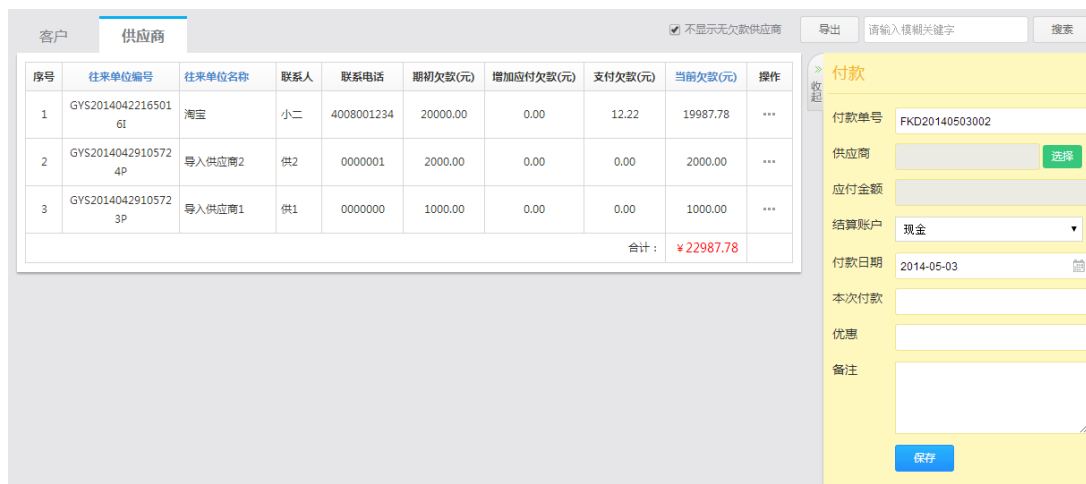 客户 供应商 不显示无欠款供应商 导出 请输入模糊关键字 搜索
序号 往来单位编号 往来单位名称 联系人 联系电话 期初欠款(元) 增加应付欠款(元) 支付欠款(元) 当前欠款(元) 操作
1 GYS2014042216501 淘宝 小二 4008001234 20000.00 0.00 12.22 19987.78 ···
6I
2 GYS2014042910572 导入供应商2 供2 0000001 2000.00 0.00 0.00 2000.00 ···
4P
3 GYS2014042910572 导入供应商1 供1 0000000 1000.00 0.00 0.00 1000.00 ···
3P
合计： ¥22987.78
»
收
起
付款
付款单号 FKD20140503002
供应商 选择
应付金额
结算账户 现金
付款日期 2014-05-03
本次付款
优惠
备注
保存